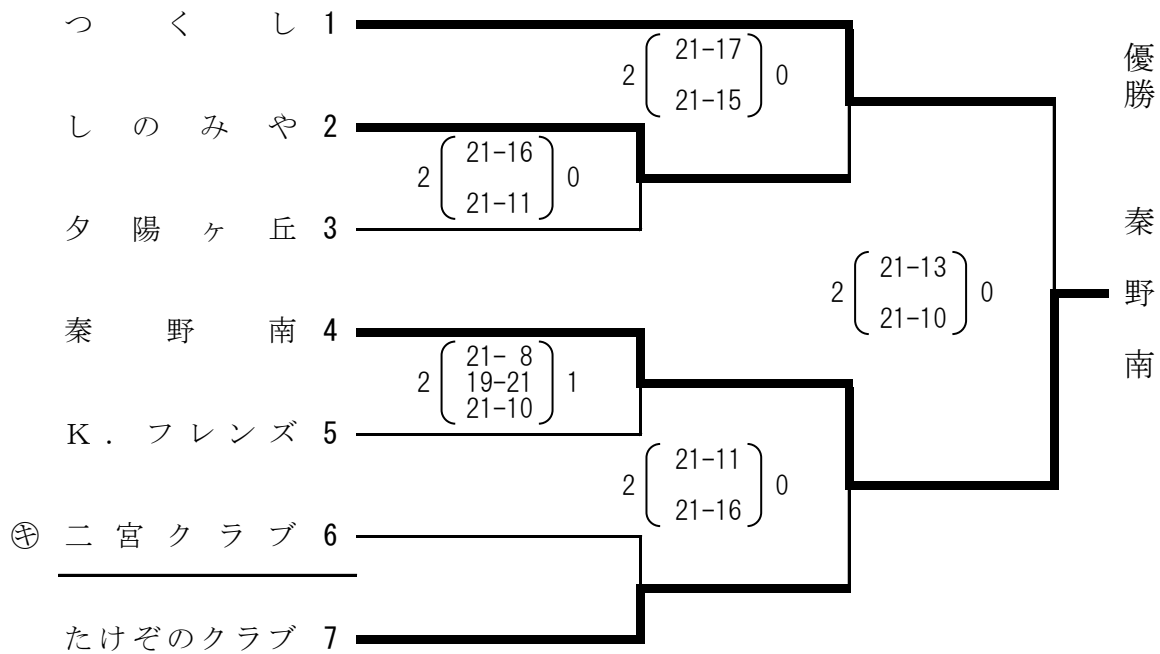 つくし 1
2 21-17 0
21-15
しのみや 2
2 21-16 0
21-11
夕陽ヶ丘 3
2 21-13 0
21-10
秦野南 4
2 21- 8 1
19-21
21-10
K.フレンズ 5
2 21-11 0
21-16
㋖ 二宮クラブ 6
たけぞのクラブ 7
優勝 秦野南